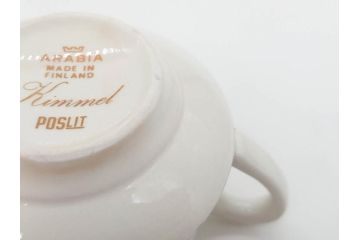 ARABIA
MADE IN
FINLAND
Kimmel
POSLIT